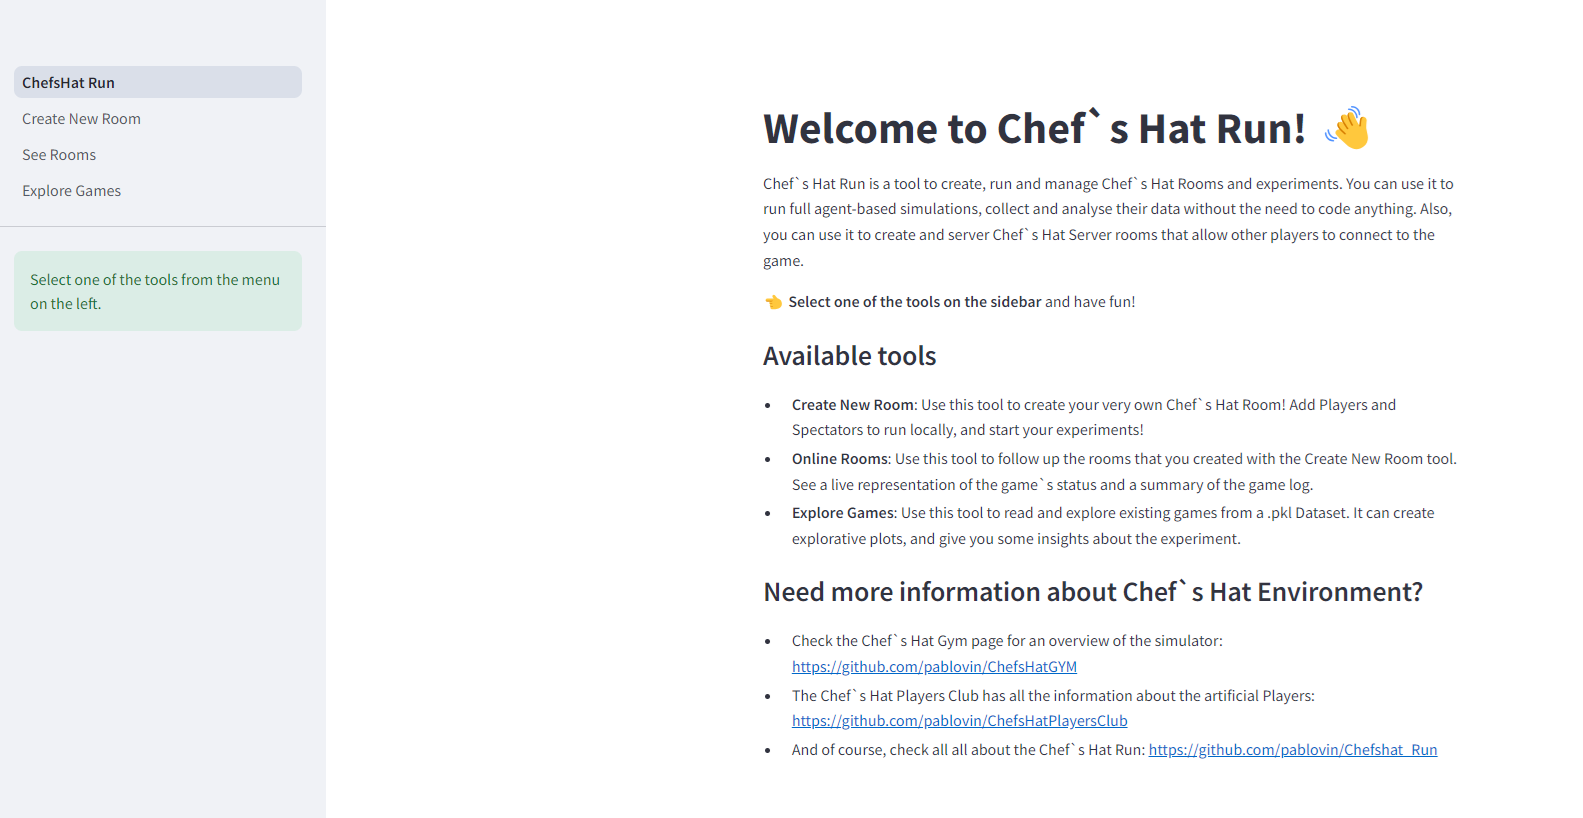 ChefsHat Run
Create New Room
See Rooms
Explore Games
Select one of the tools from the menu
on the left.
Welcome to Chef`s Hat Run! 👋
Chef`s Hat Run is a tool to create, run and manage Chef`s Hat Rooms and experiments. You can use it to
run full agent-based simulations, collect and analyse their data without the need to code anything. Also,
you can use it to create and server Chef`s Hat Server rooms that allow other players to connect to the
game.
👈 Select one of the tools on the sidebar and have fun!
Available tools
• Create New Room: Use this tool to create your very own Chef`s Hat Room! Add Players and
Spectators to run locally, and start your experiments!
• Online Rooms: Use this tool to follow up the rooms that you created with the Create New Room tool.
See a live representation of the game`s status and a summary of the game log.
• Explore Games: Use this tool to read and explore existing games from a .pkl Dataset. It can create
explorative plots, and give you some insights about the experiment.
Need more information about Chef`s Hat Environment?
• Check the Chef`s Hat Gym page for an overview of the simulator:
https://github.com/pablovin/ChefsHatGYM
• The Chef`s Hat Players Club has all the information about the artificial Players:
https://github.com/pablovin/ChefsHatPlayersClub
• And of course, check all all about the Chef`s Hat Run: https://github.com/pablovin/Chefshat_Run